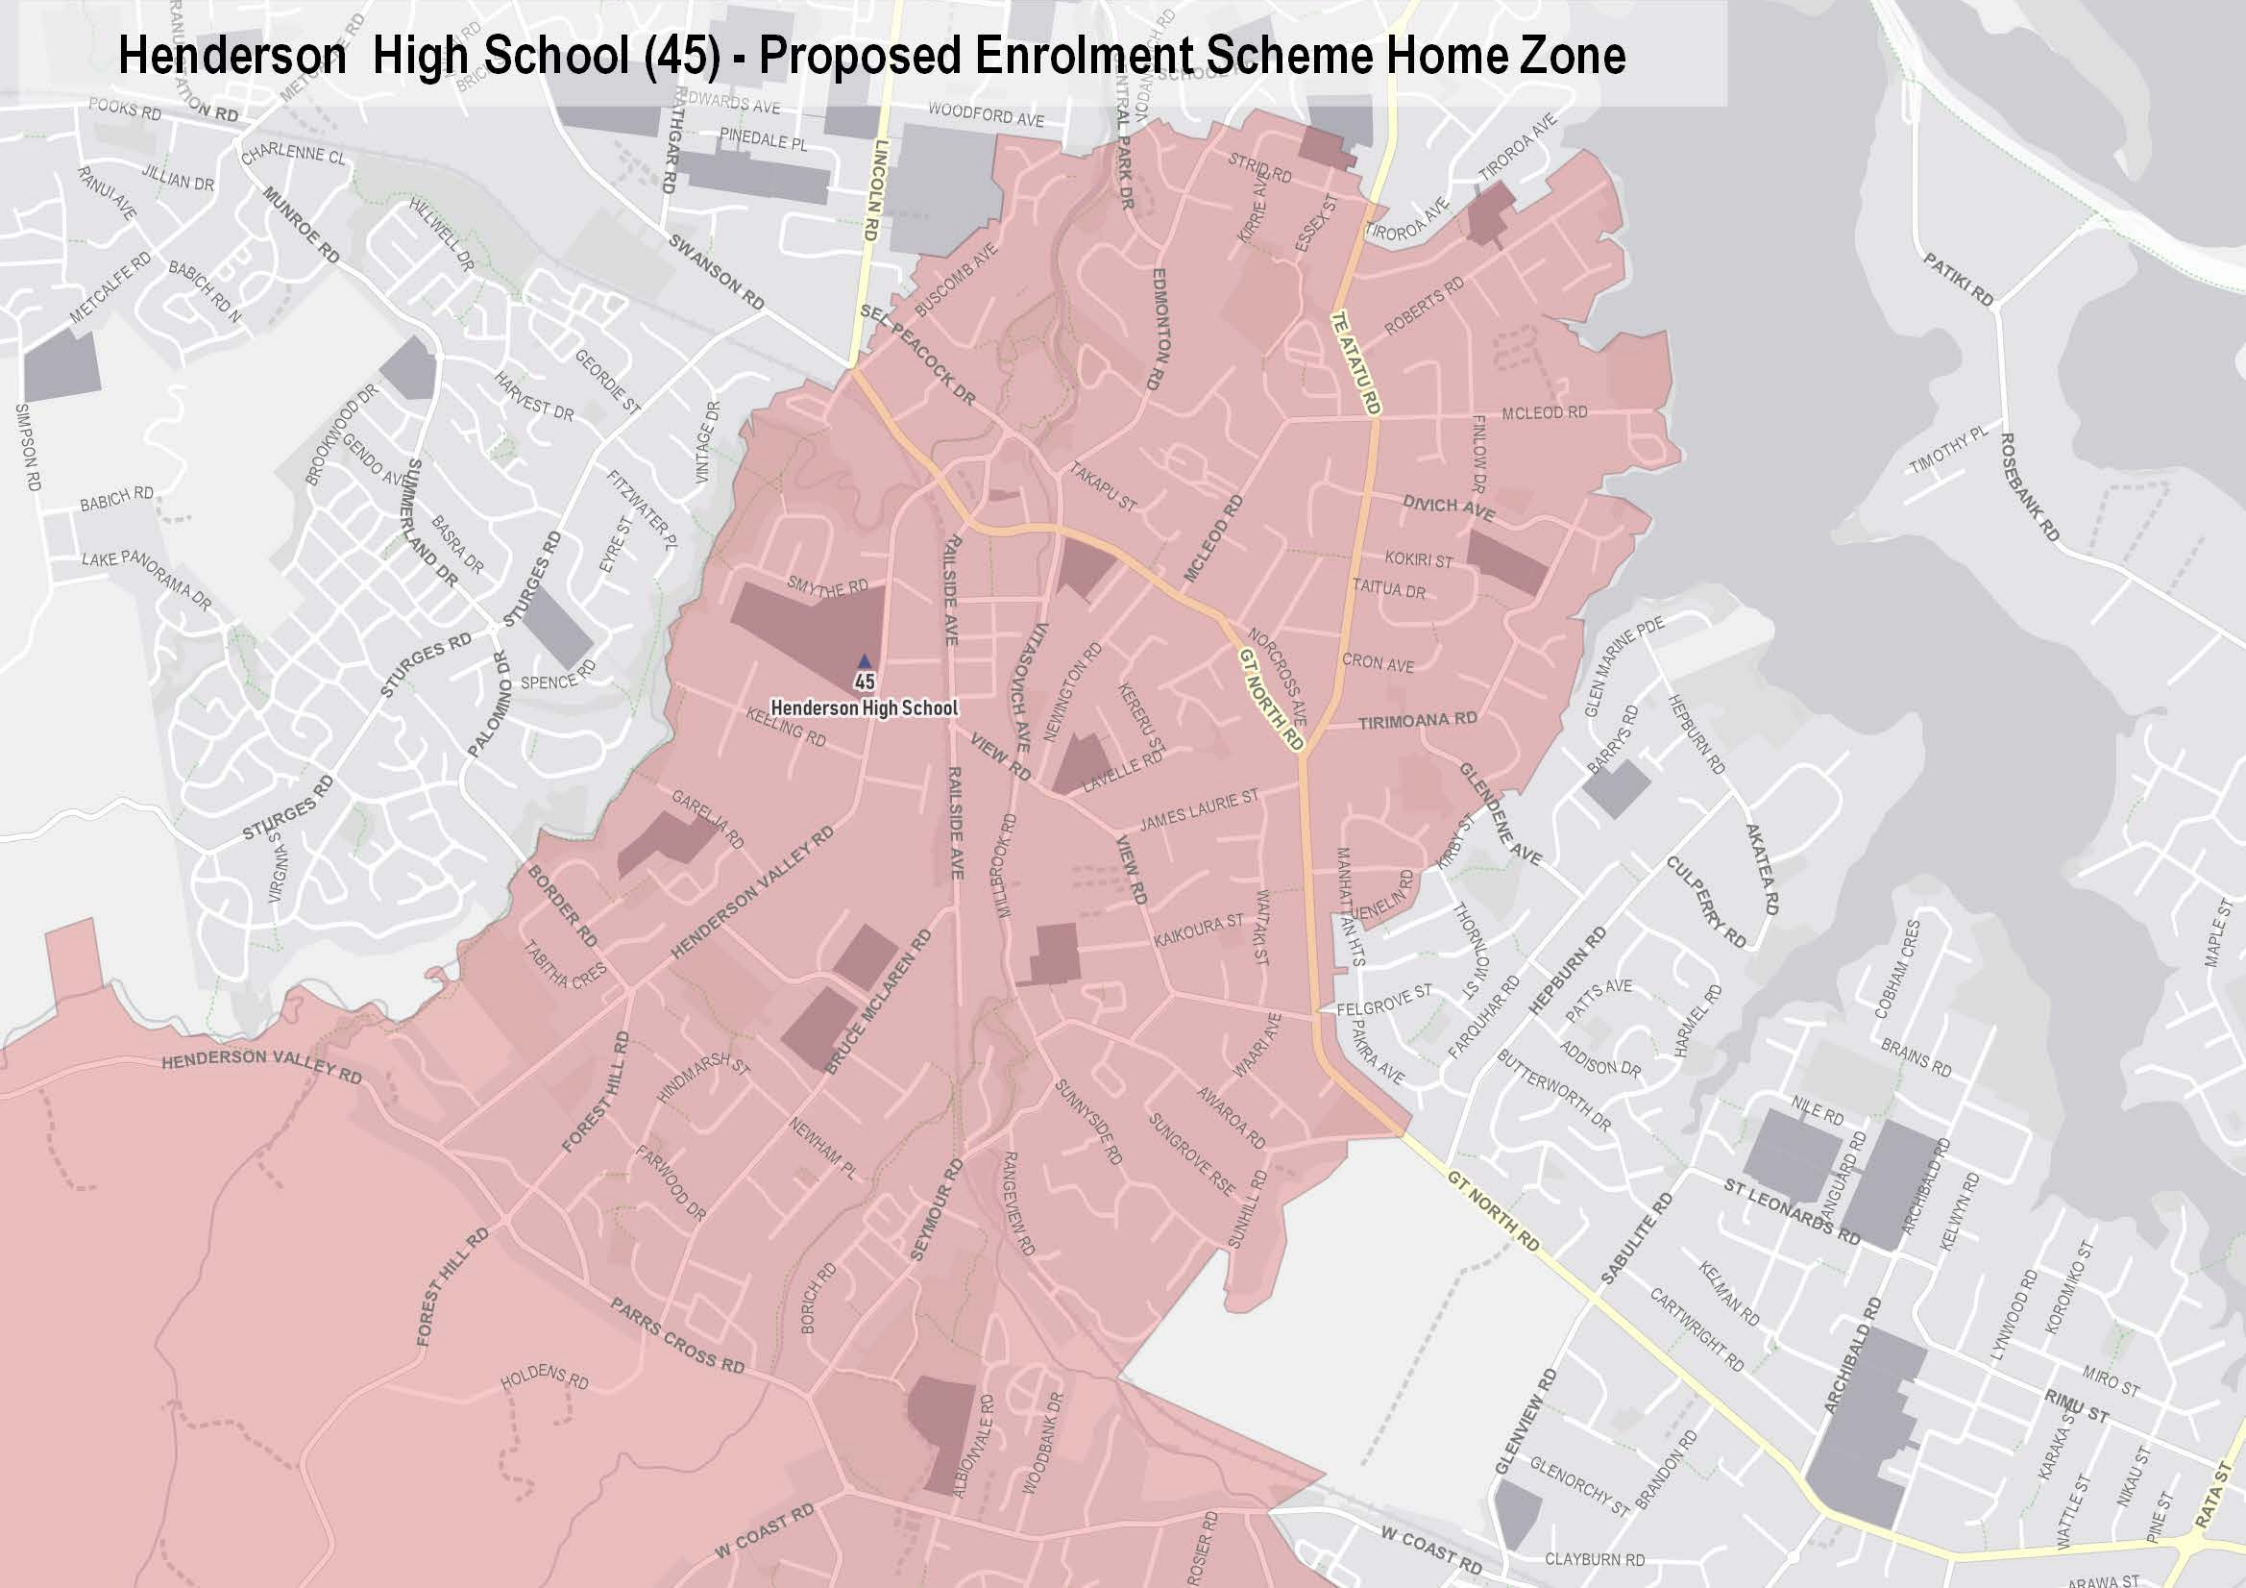 Henderson High School (45) - Proposed Enrolment Scheme Home Zone
POOKS RD
METCALFE RD
EDWARDS AVE
WOODFORD AVE
CENTRAL PARK DR
RATHGAR RD
PINEDALE PL
LINCOLN RD
CHARLENNE CL
JILLIAN DR
RANUI AVE
MUNROE RD
HILLWELL DR
SWANSON RD
STRID RD
KIRRIE AVE
ESSEX ST
TIROROA AVE
TIROROA AVE
METCALFE RD
BABICH RD N
BUSCOMB AVE
SEL PEACOCK DR
EDMONTON RD
ROBERTS RD
TE ATATU RD
PATIKI RD
GEORDIE ST
HARVEST DR
BROOKWOOD DR
SIMPSON RD
GENDO AVE
SUMMERLAND DR
VINTAGE DR
MCLEOD RD
FINLOW DR
TIMOTHY PL
ROSEBANK RD
BABICH RD
FITZWATER PL
TAKAPU ST
MCLEOD RD
DIVICH AVE
BASRA DR
EYRE ST
LAKE PANORAMA DR
STURGES RD
SMYTHE RD
RAILSIDE AVE
KOKIRI ST
TAITUA DR
STURGES RD
SPENCE RD
PALOMINO DR
VITASOVICH AVE
NEWINGTON RD
NORCROSS AVE
GT NORTH RD
CRON AVE
GLEN MARINE PDE
HEPBURN RD
BARRYS RD
45
Henderson High School
KEELING RD
VIEW RD
KERERU ST
LAVELLE RD
TIRIMOANA RD
GLENDENE AVE
STURGES RD
VIRGINIA ST
GARELJA RD
RAILSIDE AVE
JAMES LAURIE ST
KIRBY ST
AKATEA RD
CULPERRY RD
BORDER RD
HENDERSON VALLEY RD
MILLBROOK RD
VIEW RD
MANHATTAN HTS
JENELIN RD
WAITAKI ST
KAIKOURA ST
THORNLOW ST
TABITHA CRES
BRUCE MCLAREN RD
HEPBURN RD
FELGROVE ST
FARQUHAR RD
PATTS AVE
HARMEL RD
COBHAM CRES
MAPLE ST
HENDERSON VALLEY RD
FOREST HILL RD
HINDMARSH ST
WAARI AVE
PAKIRA AVE
BUTTERWORTH DR
ADDISON DR
BRAINS RD
SUNNYSIDE RD
AWAROA RD
SUNGROVE RSE
NILE RD
NEWHAM PL
FARWOOD DR
SEYMOUR RD
RANGEVIEW RD
SUNHILL RD
GT NORTH RD
SABULITE RD
ST LEONARDS RD
VANGUARD RD
ARCHIBALD RD
KELWYN RD
FOREST HILL RD
BORICH RD
PARRS CROSS RD
KELMAN RD
CARTWRIGHT RD
LYNWOOD RD
KOROMIKO ST
HOLDENS RD
ALBIONVALE RD
WOODBANK DR
GLENVIEW RD
ARCHIBALD RD
MIRO ST
RIMU ST
KARAKA ST
GLENORCHY ST
BRANDON RD
W COAST RD
ROSIER RD
W COAST RD
CLAYBURN RD
WATTLE ST
NIKAU ST
PINE ST
RATA ST
ARAWA ST